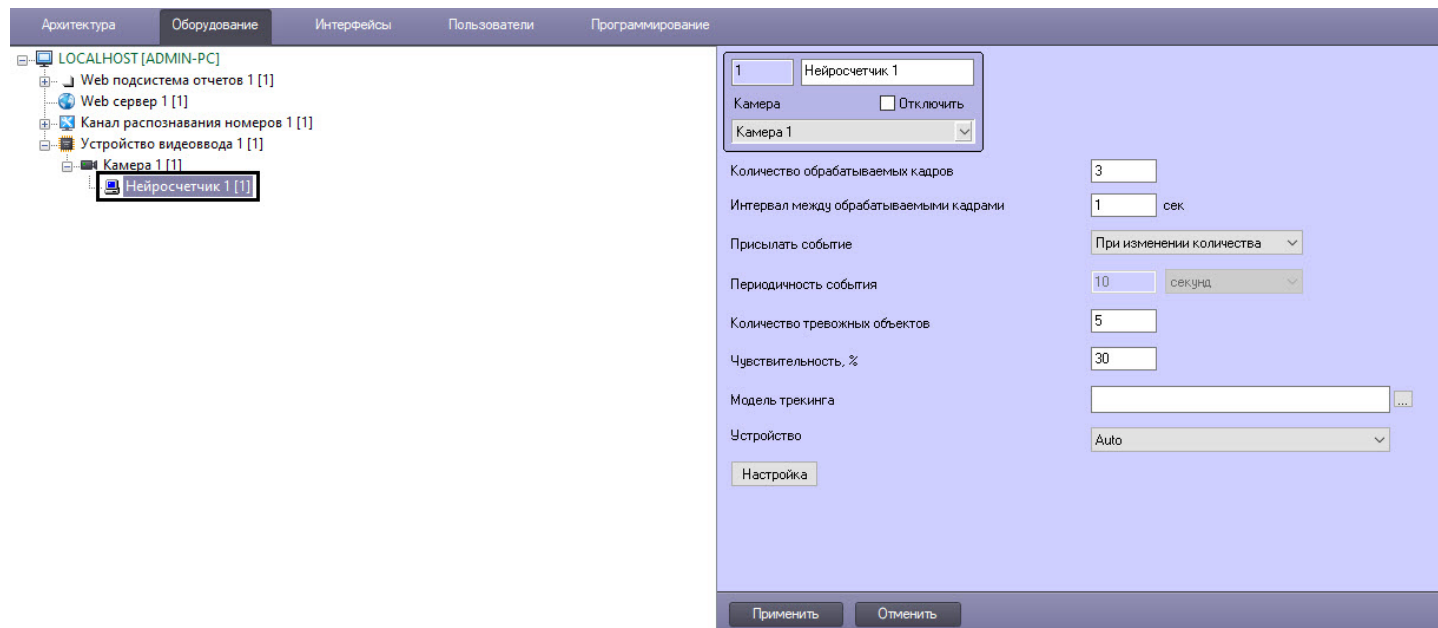 Архитектура Оборудование Интерфейсы Пользователи Программирование
LOCALHOST [ADMIN-PC]
Web подсистема отчетов 1 [1]
Web сервер 1 [1]
Канал распознавания номеров 1 [1]
Устройство видеоввода 1 [1]
Камера 1 [1]
Нейросчетчик 1 [1]
1 Нейросчетчик 1
Камера Отключить
Камера 1
Количество обрабатываемых кадров 3
Интервал между обрабатываемыми кадрами 1 сек
Присылать событие При изменении количества
Периодичность события 10 секунд
Количество тревожных объектов 5
Чувствительность, % 30
Модель трекинга ...
Устройство Auto
Настройка
Применить Отменить